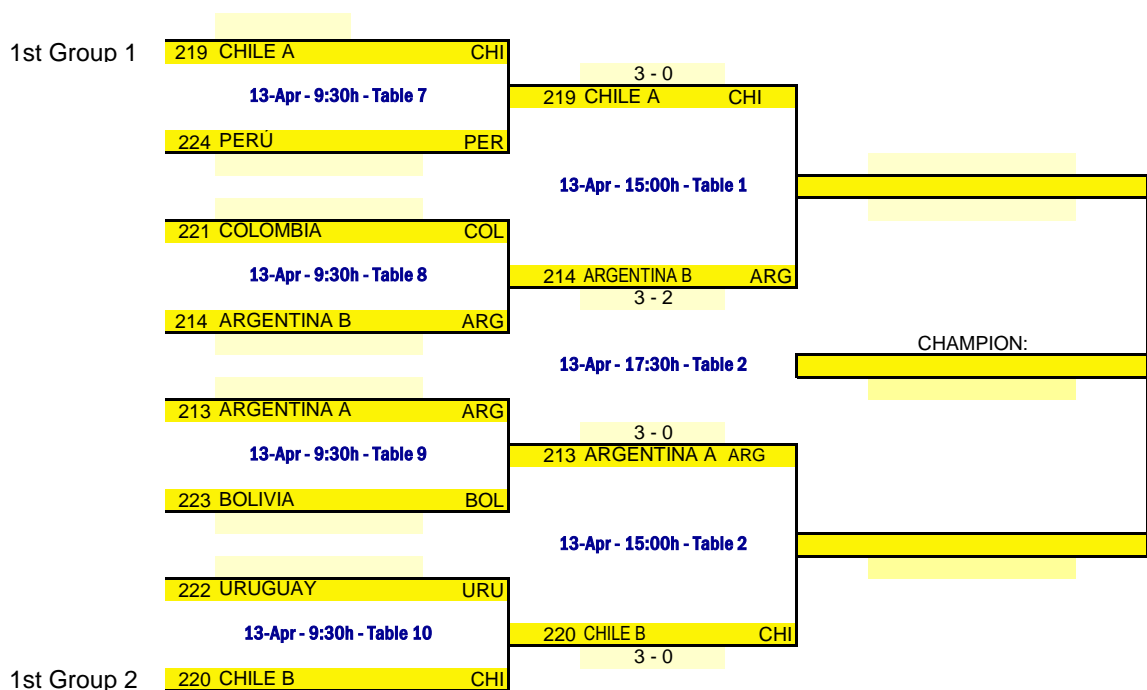 1st Group 1 219 CHILE A CHI
13-Apr - 9:30h - Table 7
224 PERÚ PER
3 - 0
219 CHILE A CHI
13-Apr - 15:00h - Table 1
221 COLOMBIA COL
13-Apr - 9:30h - Table 8
214 ARGENTINA B ARG
214 ARGENTINA B ARG
3 - 2
CHAMPION:
13-Apr - 17:30h - Table 2
213 ARGENTINA A ARG
13-Apr - 9:30h - Table 9
223 BOLIVIA BOL
3 - 0
213 ARGENTINA A ARG
13-Apr - 15:00h - Table 2
222 URUGUAY URU
13-Apr - 9:30h - Table 10
1st Group 2 220 CHILE B CHI
220 CHILE B CHI
3 - 0